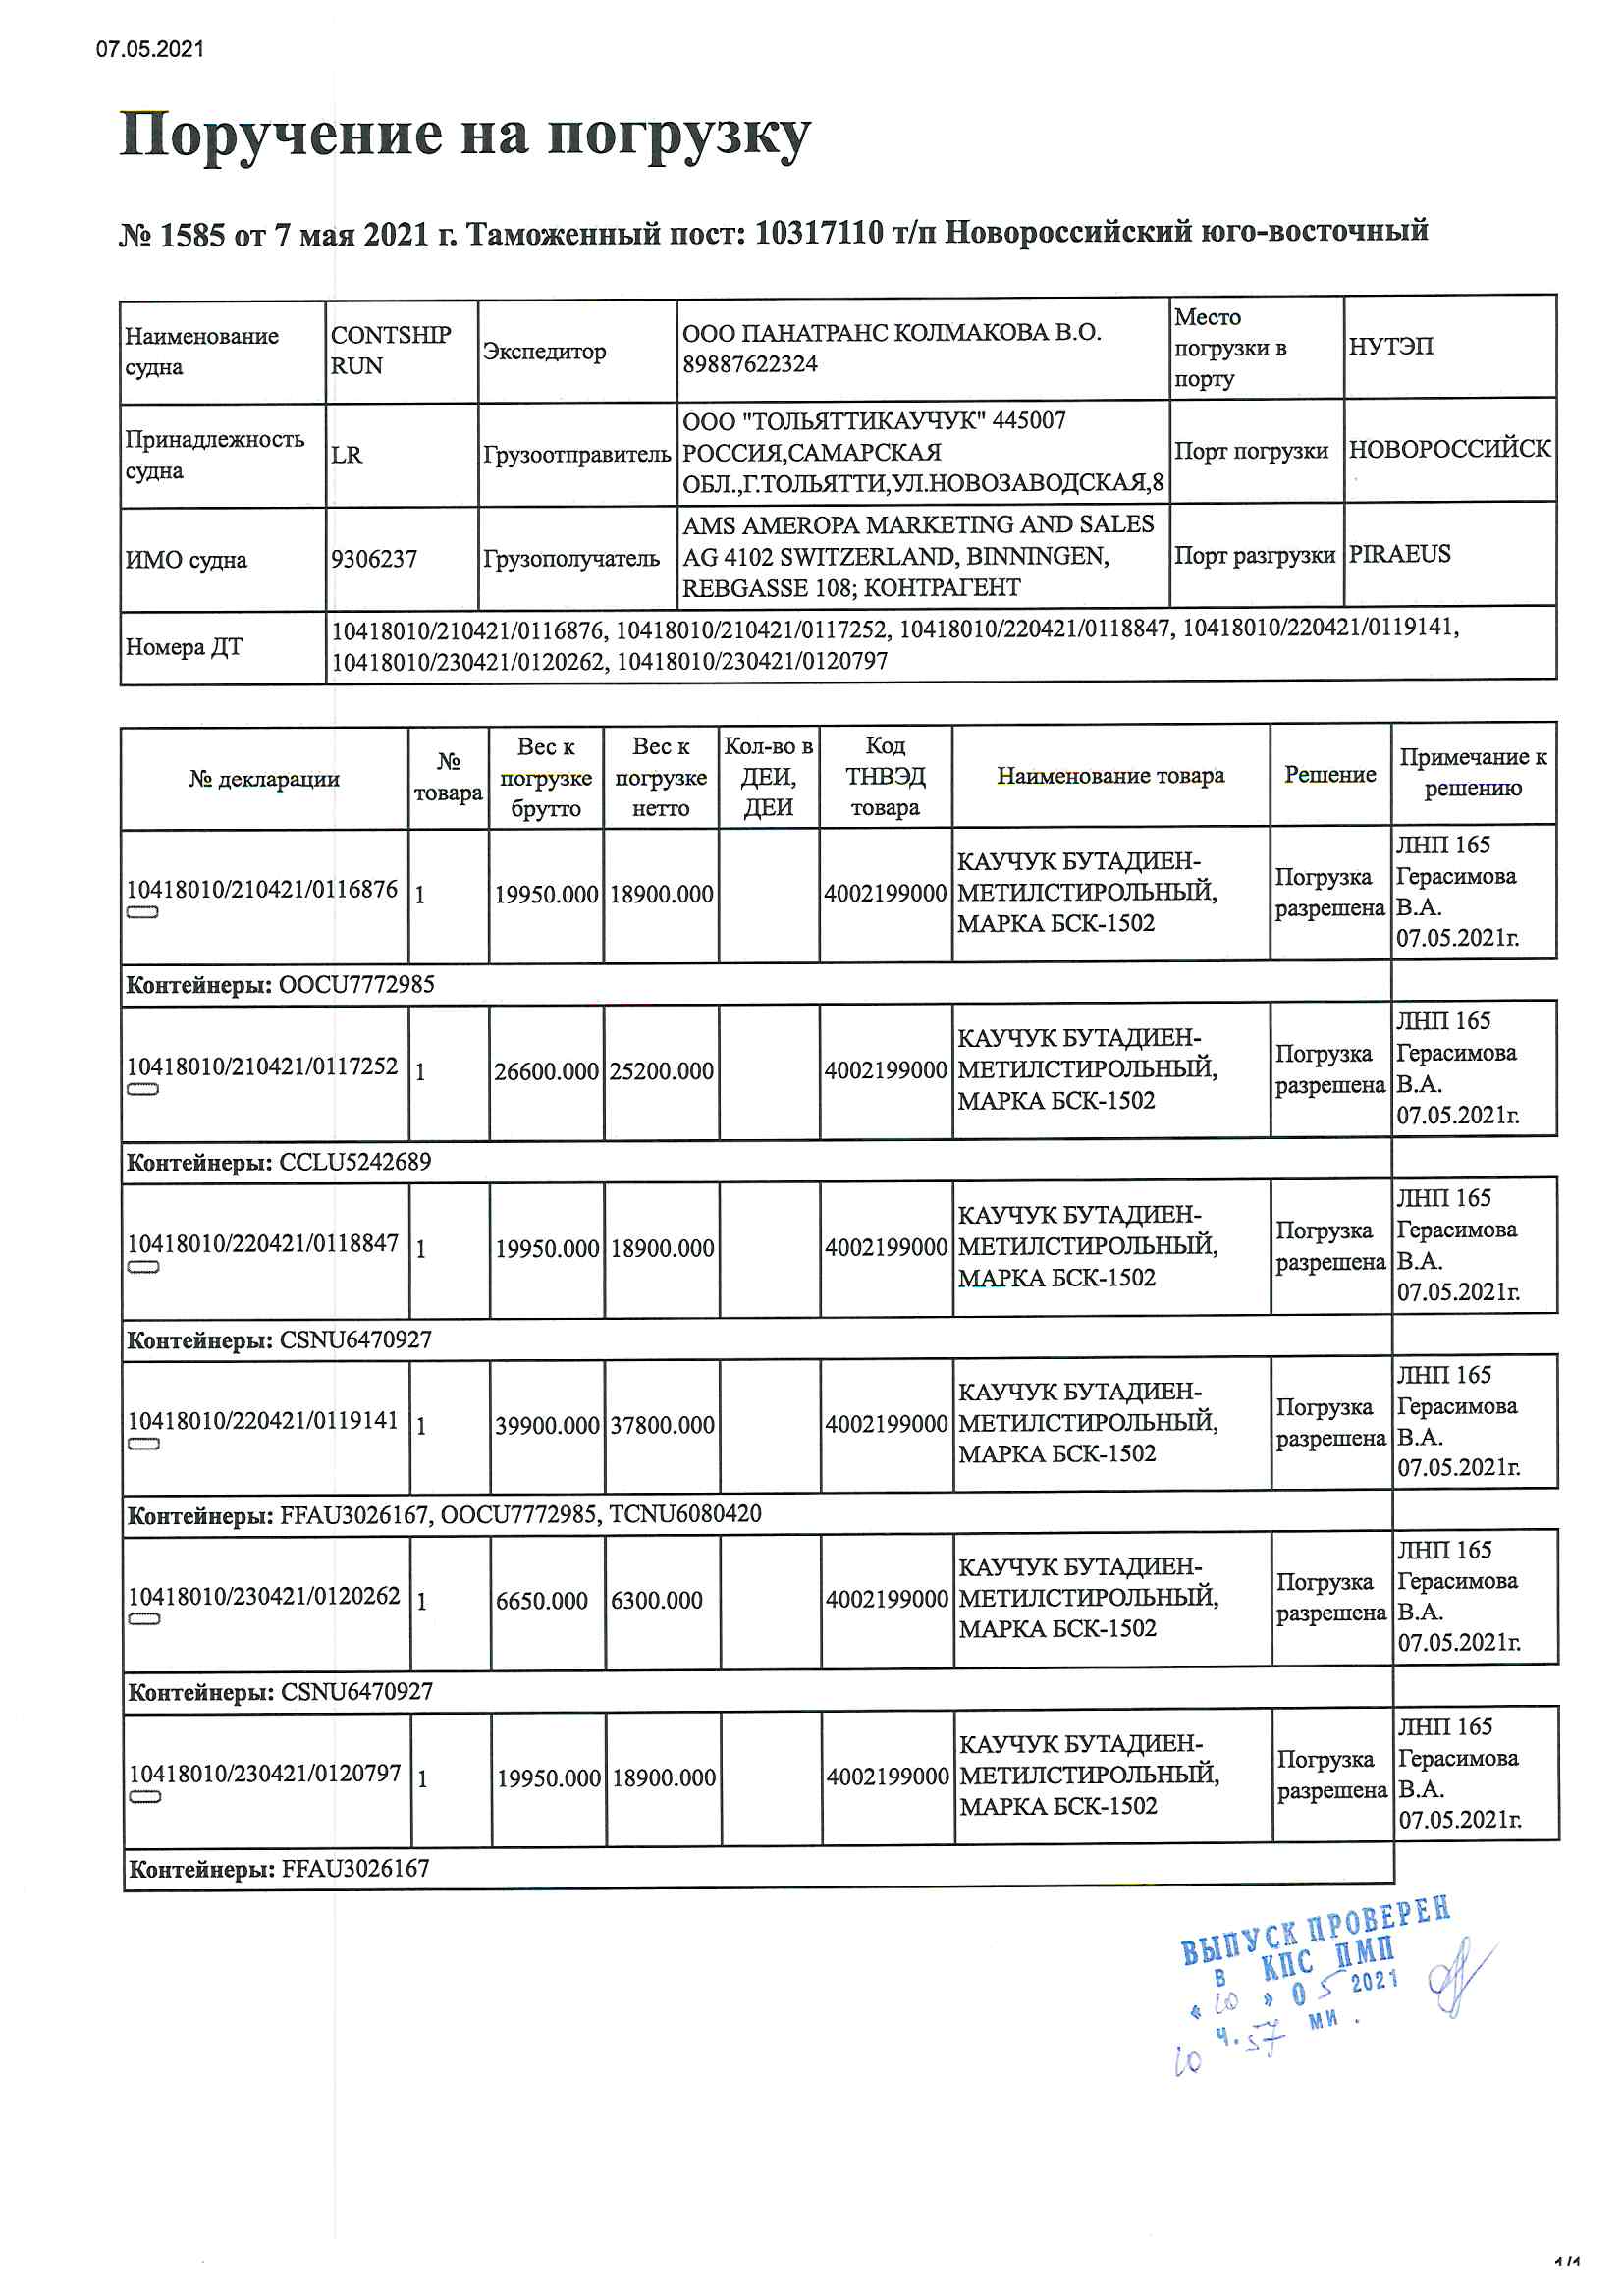 07.05.2021
Поручение на погрузку
№ 1585 от 7 мая 2021 г. Таможенный пост: 10317110 т/п Новороссийский юго-восточный
Наименование судна
CONTSHIP RUN
Экспедитор
ООО ПАНАТРАНС КОЛМАКОВА В.О.
89887622324
Место погрузки в порту
НУТЭП
Принадлежность судна
LR
Грузоотправитель
ООО "ТОЛЬЯТТИКАУЧУК" 445007
РОССИЯ,САМАРСКАЯ
ОБЛ.,Г.ТОЛЬЯТТИ,УЛ.НОВОЗАВОДСКАЯ,8
Порт погрузки
НОВОРОССИЙСК
ИМО судна
9306237
Грузополучатель
AMS AMEROPA MARKETING AND SALES
AG 4102 SWITZERLAND, BINNINGEN,
REBGASSE 108; КОНТРАГЕНТ
Порт разгрузки
PIRAEUS
Номера ДТ
10418010/210421/0116876, 10418010/210421/0117252, 10418010/220421/0118847, 10418010/220421/0119141,
10418010/230421/0120262, 10418010/230421/0120797
№ декларации
№ товара
Вес к погрузке брутто
Вес к погрузке нетто
Кол-во в ДЕИ, ДЕИ
Код ТНВЭД товара
Наименование товара
Решение
Примечание к решению
10418010/210421/0116876
1
19950.000
18900.000
4002199000
КАУЧУК БУТАДИЕН-
МЕТИЛСТИРОЛЬНЫЙ,
МАРКА БСК-1502
Погрузка разрешена
ЛНП 165
Герасимова
В.А.
07.05.2021г.
Контейнеры: OOCU7772985
10418010/210421/0117252
1
26600.000
25200.000
4002199000
КАУЧУК БУТАДИЕН-
МЕТИЛСТИРОЛЬНЫЙ,
МАРКА БСК-1502
Погрузка разрешена
ЛНП 165
Герасимова
В.А.
07.05.2021г.
Контейнеры: CCLU5242689
10418010/220421/0118847
1
19950.000
18900.000
4002199000
КАУЧУК БУТАДИЕН-
МЕТИЛСТИРОЛЬНЫЙ,
МАРКА БСК-1502
Погрузка разрешена
ЛНП 165
Герасимова
В.А.
07.05.2021г.
Контейнеры: CSNU6470927
10418010/220421/0119141
1
39900.000
37800.000
4002199000
КАУЧУК БУТАДИЕН-
МЕТИЛСТИРОЛЬНЫЙ,
МАРКА БСК-1502
Погрузка разрешена
ЛНП 165
Герасимова
В.А.
07.05.2021г.
Контейнеры: FFAU3026167, OOCU7772985, TCNU6080420
10418010/230421/0120262
1
6650.000
6300.000
4002199000
КАУЧУК БУТАДИЕН-
МЕТИЛСТИРОЛЬНЫЙ,
МАРКА БСК-1502
Погрузка разрешена
ЛНП 165
Герасимова
В.А.
07.05.2021г.
Контейнеры: CSNU6470927
10418010/230421/0120797
1
19950.000
18900.000
4002199000
КАУЧУК БУТАДИЕН-
МЕТИЛСТИРОЛЬНЫЙ,
МАРКА БСК-1502
Погрузка разрешена
ЛНП 165
Герасимова
В.А.
07.05.2021г.
Контейнеры: FFAU3026167
ВЫПУСК ПРОВЕРЕН
В КПС ПМП
« 10 » 05 2021
10 ч. 57 ми .
1/1